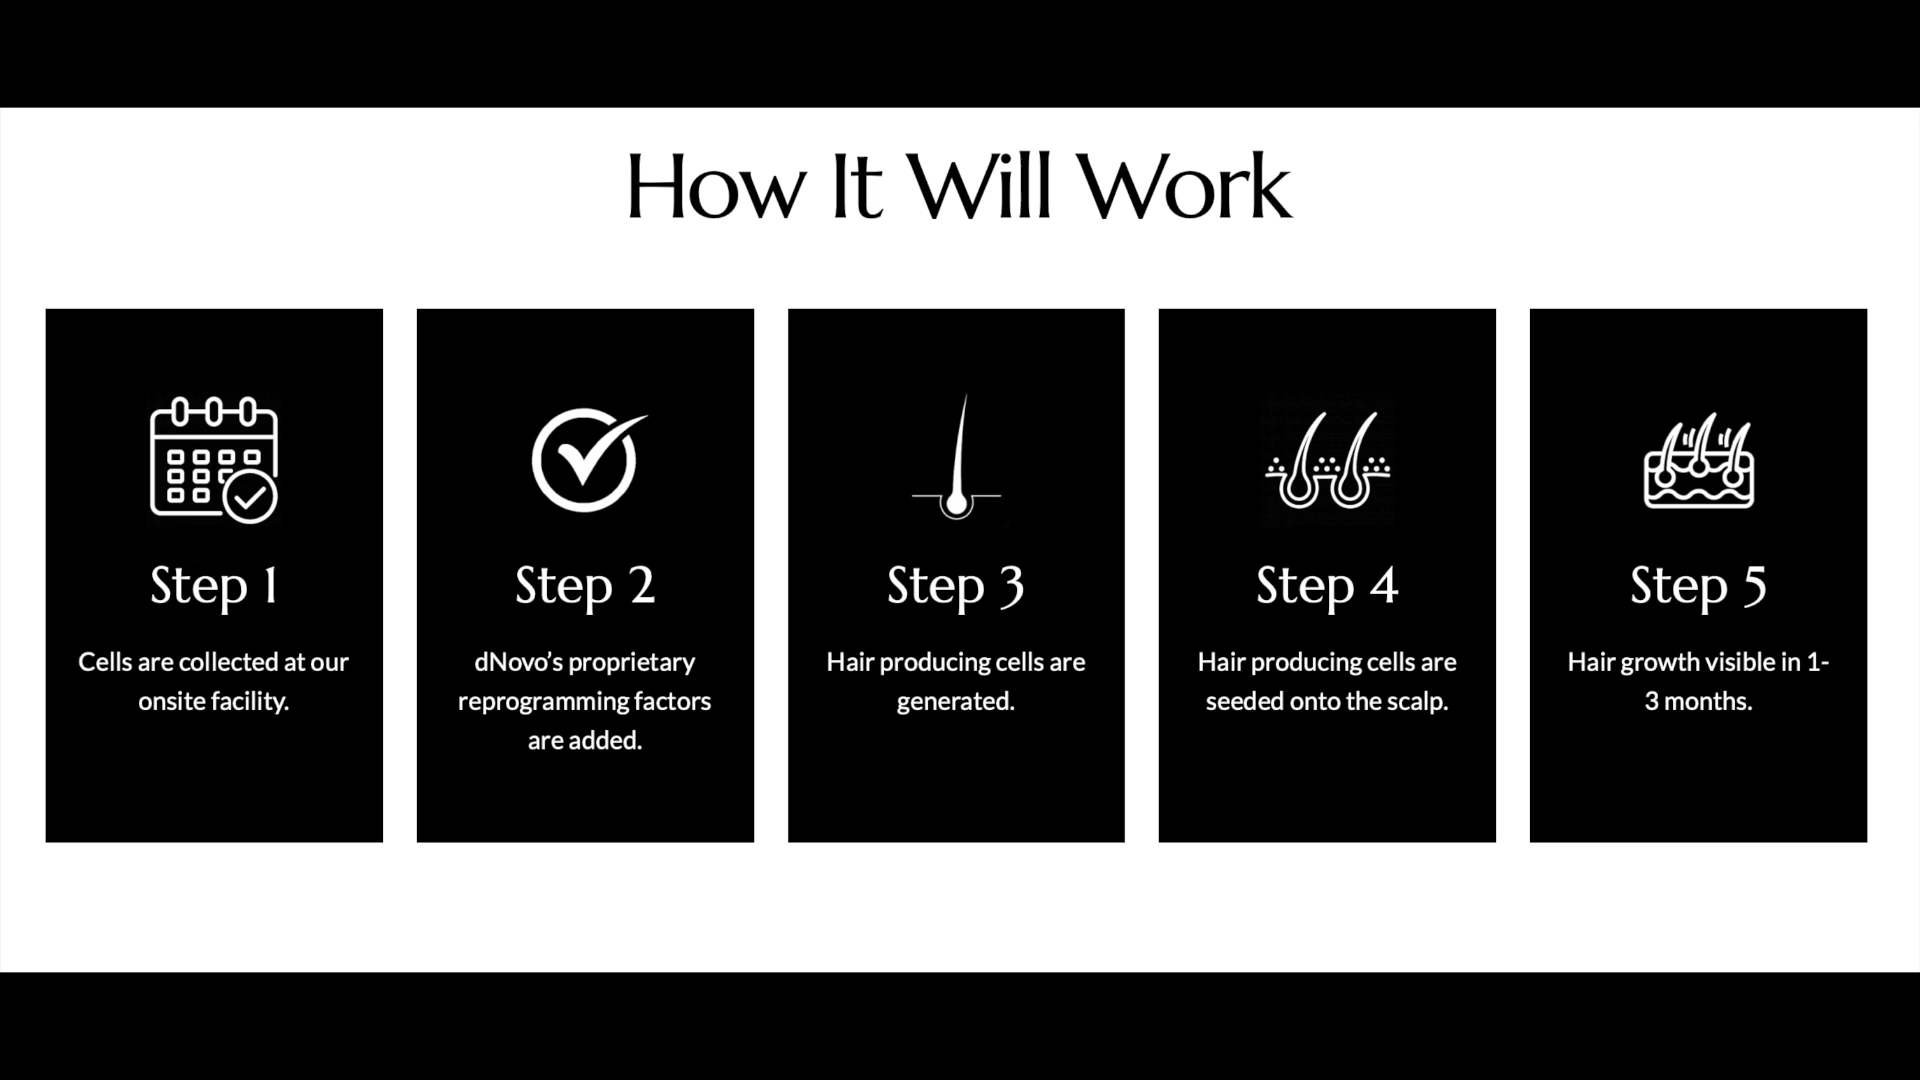 How It Will Work
Step 1
Cells are collected at our
onsite facility.
Step 2
dNovo’s proprietary
reprogramming factors
are added.
Step 3
Hair producing cells are
generated.
Step 4
Hair producing cells are
seeded onto the scalp.
Step 5
Hair growth visible in 1-
3 months.